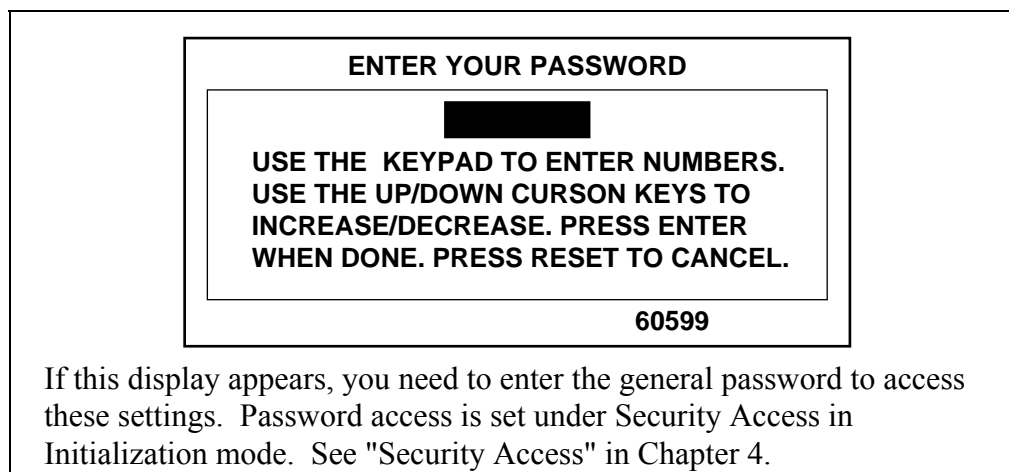 ENTER YOUR PASSWORD
USE THE  KEYPAD TO ENTER NUMBERS.
USE THE UP/DOWN CURSON KEYS TO
INCREASE/DECREASE. PRESS ENTER
WHEN DONE. PRESS RESET TO CANCEL.
60599
If this display appears, you need to enter the general password to access
these settings.  Password access is set under Security Access in
Initialization mode.  See "Security Access" in Chapter 4.